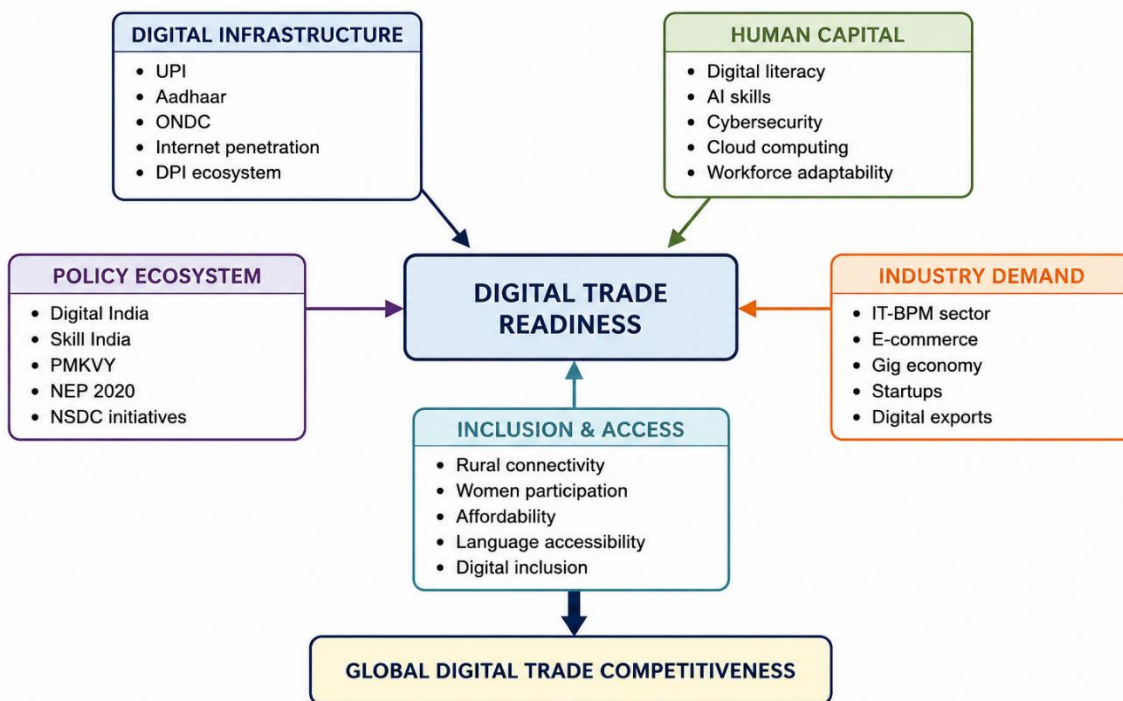 DIGITAL INFRASTRUCTURE
• UPI
• Aadhaar
• ONDC
• Internet penetration
• DPI ecosystem
HUMAN CAPITAL
• Digital literacy
• AI skills
• Cybersecurity
• Cloud computing
• Workforce adaptability
POLICY ECOSYSTEM
• Digital India
• Skill India
• PMKVY
• NEP 2020
• NSDC initiatives
DIGITAL TRADE
READINESS
INDUSTRY DEMAND
• IT-BPM sector
• E-commerce
• Gig economy
• Startups
• Digital exports
INCLUSION & ACCESS
• Rural connectivity
• Women participation
• Affordability
• Language accessibility
• Digital inclusion
GLOBAL DIGITAL TRADE COMPETITIVENESS